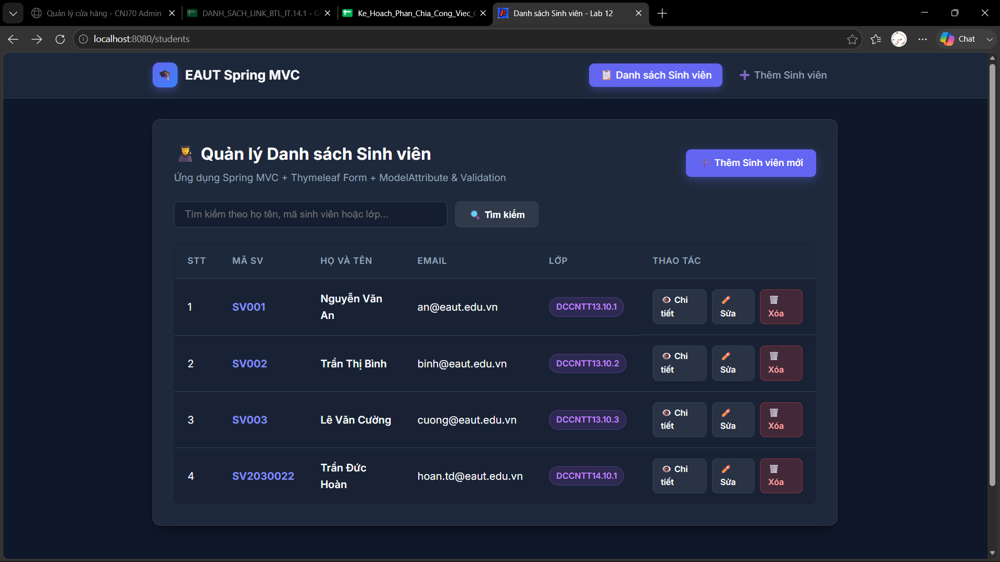 Quản lý cửa hàng - CNJ70 Admin
DANH_SACH_LINK_BTL_IT.14.1 - G
Ke_Hoach_Phan_Chia_Cong_Viec_
Danh sách Sinh viên - Lab 12
localhost:8080/students
Chat
EAUT Spring MVC
Danh sách Sinh viên
Thêm Sinh viên
Quản lý Danh sách Sinh viên
Thêm Sinh viên mới
Ứng dụng Spring MVC + Thymeleaf Form + ModelAttribute & Validation
Tìm kiếm theo họ tên, mã sinh viên hoặc lớp...
Tìm kiếm
STT MÃ SV HỌ VÀ TÊN EMAIL LỚP THAO TÁC
1 SV001 Nguyễn Văn An an@eaut.edu.vn DCCNTT13.10.1 Chi tiết Sửa Xóa
2 SV002 Trần Thị Bình binh@eaut.edu.vn DCCNTT13.10.2 Chi tiết Sửa Xóa
3 SV003 Lê Văn Cường cuong@eaut.edu.vn DCCNTT13.10.3 Chi tiết Sửa Xóa
4 SV2030022 Trần Đức Hoàn hoan.td@eaut.edu.vn DCCNTT14.10.1 Chi tiết Sửa Xóa